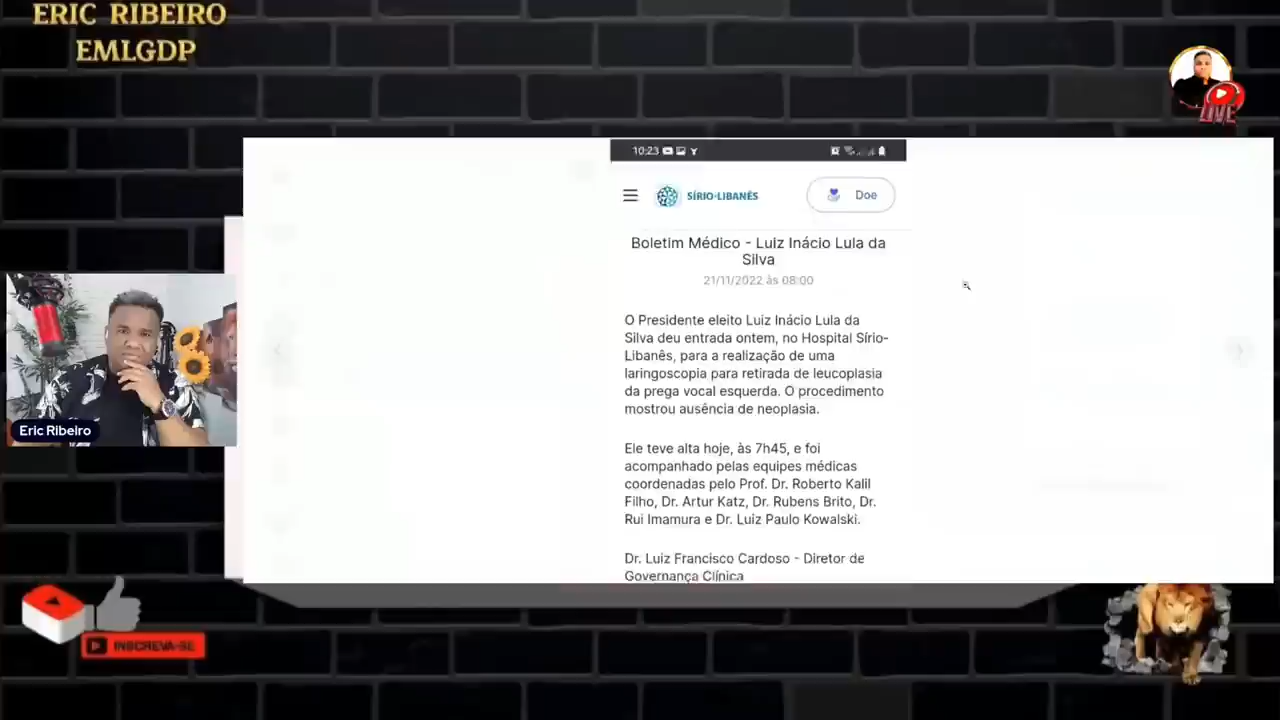 ERIC RIBEIRO
EMLGDP
LIVE
10:23
SÍRIO-LIBANÊS
Doe
Boletim Médico - Luiz Inácio Lula da
Silva
21/11/2022 às 08:00
O Presidente eleito Luiz Inácio Lula da
Silva deu entrada ontem, no Hospital Sírio-
Libanês, para a realização de uma
laringoscopia para retirada de leucoplasia
da prega vocal esquerda. O procedimento
mostrou ausência de neoplasia.
Ele teve alta hoje, às 7h45, e foi
acompanhado pelas equipes médicas
coordenadas pelo Prof. Dr. Roberto Kalil
Filho, Dr. Artur Katz, Dr. Rubens Brito, Dr.
Rui Imamura e Dr. Luiz Paulo Kowalski.
Dr. Luiz Francisco Cardoso - Diretor de
Governança Clínica
Eric Ribeiro
INSCREVA-SE